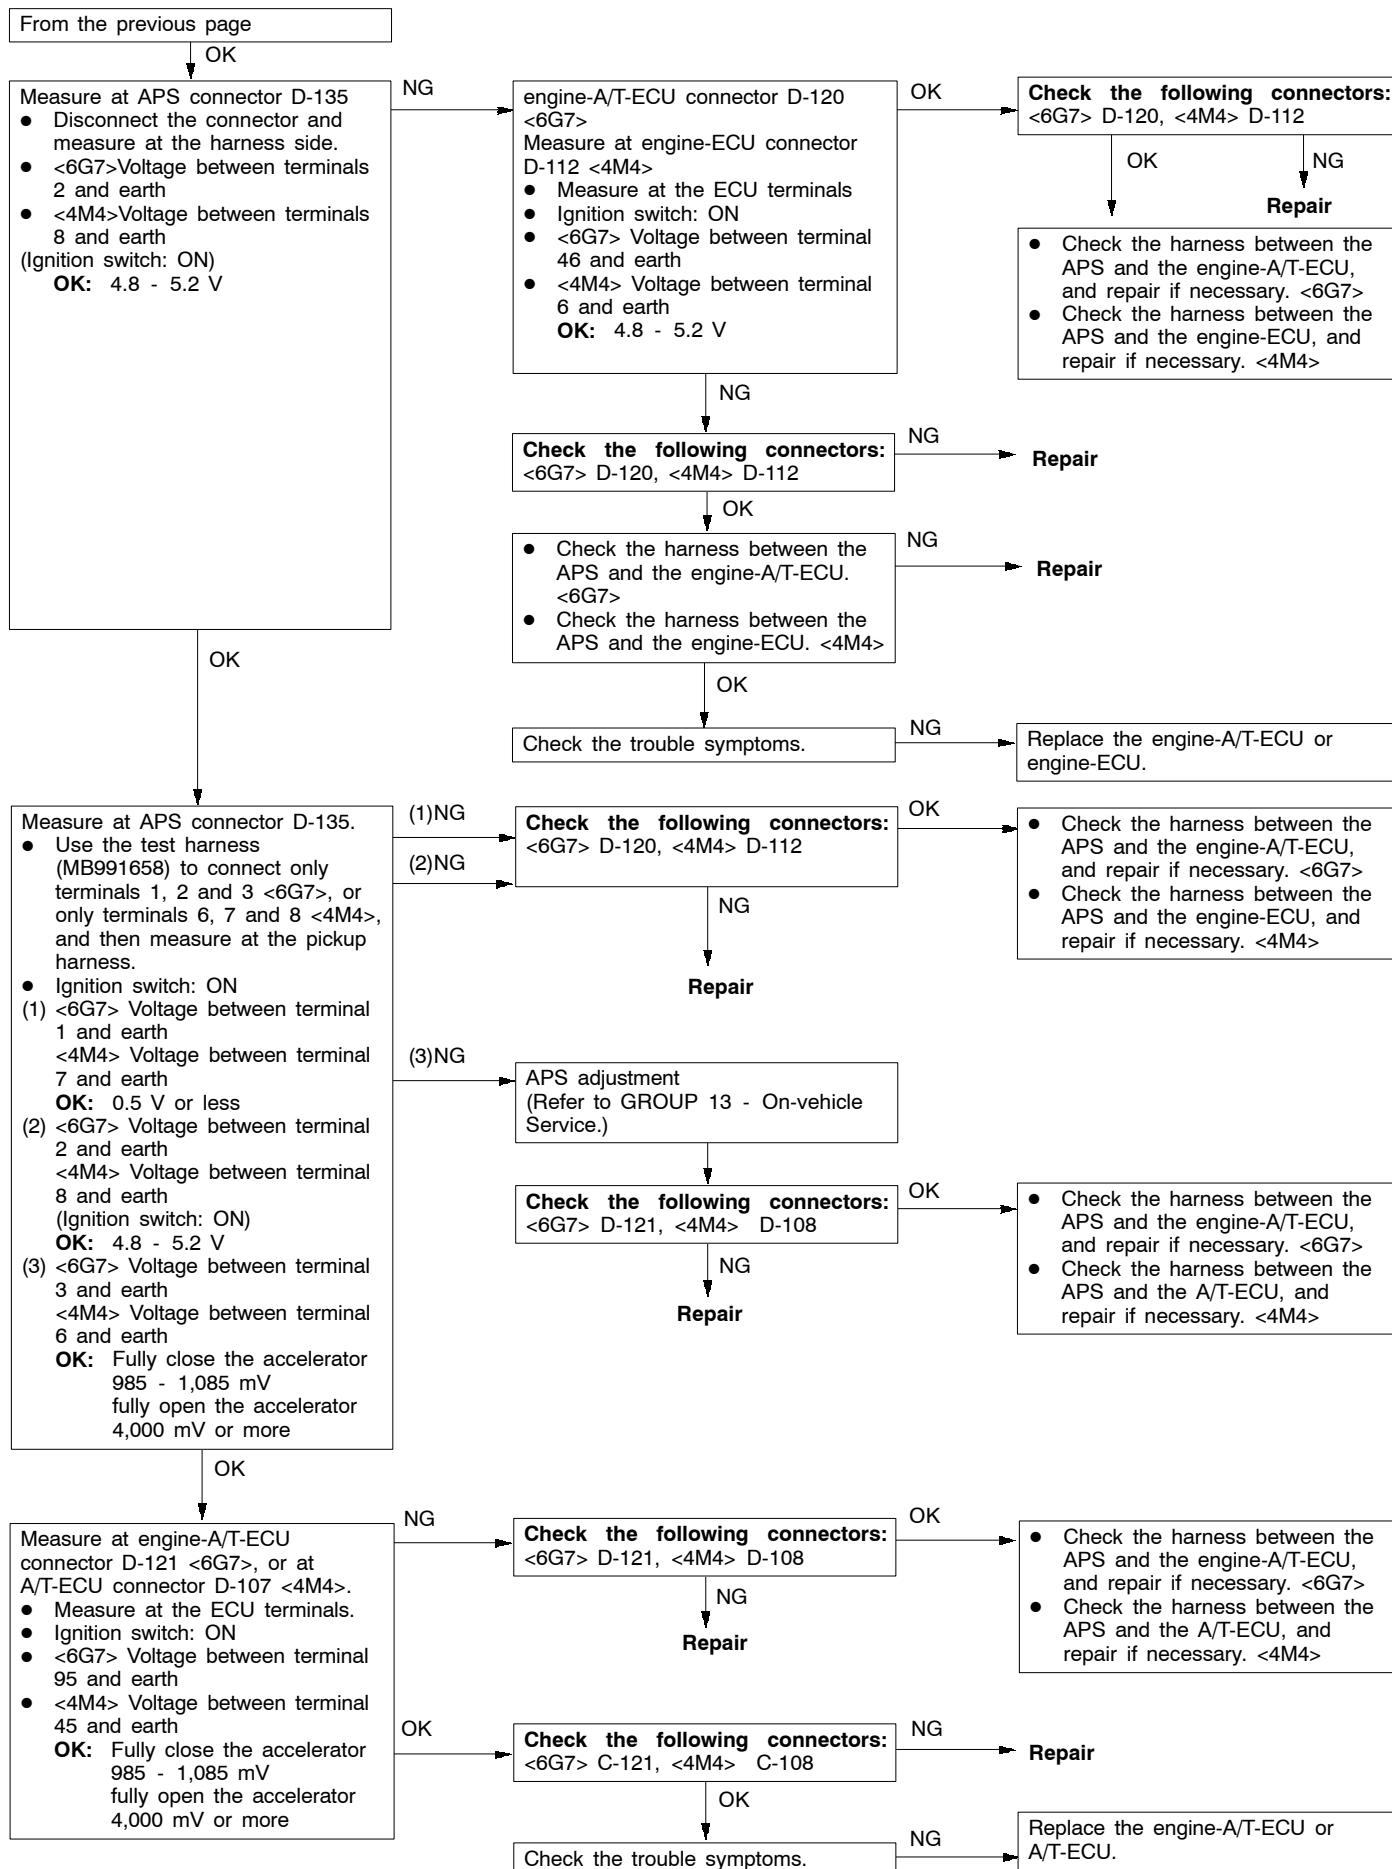 From the previous page
OK
Measure at APS connector D-135
● Disconnect the connector and
measure at the harness side.
● <6G7>Voltage between terminals
2 and earth
● <4M4>Voltage between terminals
8 and earth
(Ignition switch: ON)
OK: 4.8 - 5.2 V
NG
engine-A/T-ECU connector D-120
<6G7>
Measure at engine-ECU connector
D-112 <4M4>
● Measure at the ECU terminals
● Ignition switch: ON
● <6G7> Voltage between terminal
46 and earth
● <4M4> Voltage between terminal
6 and earth
OK: 4.8 - 5.2 V
OK
Check the following connectors:
<6G7> D-120, <4M4> D-112
OK
NG
Repair
● Check the harness between the
APS and the engine-A/T-ECU,
and repair if necessary. <6G7>
● Check the harness between the
APS and the engine-ECU, and
repair if necessary. <4M4>
NG
Check the following connectors:
<6G7> D-120, <4M4> D-112
NG
Repair
OK
● Check the harness between the
APS and the engine-A/T-ECU.
<6G7>
● Check the harness between the
APS and the engine-ECU. <4M4>
NG
Repair
OK
Check the trouble symptoms.
NG
Replace the engine-A/T-ECU or
engine-ECU.
OK
Measure at APS connector D-135.
● Use the test harness
(MB991658) to connect only
terminals 1, 2 and 3 <6G7>, or
only terminals 6, 7 and 8 <4M4>,
and then measure at the pickup
harness.
● Ignition switch: ON
(1) <6G7> Voltage between terminal
1 and earth
<4M4> Voltage between terminal
7 and earth
OK: 0.5 V or less
(2) <6G7> Voltage between terminal
2 and earth
<4M4> Voltage between terminal
8 and earth
(Ignition switch: ON)
OK: 4.8 - 5.2 V
(3) <6G7> Voltage between terminal
3 and earth
<4M4> Voltage between terminal
6 and earth
OK: Fully close the accelerator
985 - 1,085 mV
fully open the accelerator
4,000 mV or more
(1)NG
(2)NG
Check the following connectors:
<6G7> D-120, <4M4> D-112
OK
● Check the harness between the
APS and the engine-A/T-ECU,
and repair if necessary. <6G7>
● Check the harness between the
APS and the engine-ECU, and
repair if necessary. <4M4>
NG
Repair
(3)NG
APS adjustment
(Refer to GROUP 13 - On-vehicle
Service.)
Check the following connectors:
<6G7> D-121, <4M4> D-108
OK
● Check the harness between the
APS and the engine-A/T-ECU,
and repair if necessary. <6G7>
● Check the harness between the
APS and the A/T-ECU, and
repair if necessary. <4M4>
NG
Repair
OK
Measure at engine-A/T-ECU
connector D-121 <6G7>, or at
A/T-ECU connector D-107 <4M4>.
● Measure at the ECU terminals.
● Ignition switch: ON
● <6G7> Voltage between terminal
95 and earth
● <4M4> Voltage between terminal
45 and earth
OK: Fully close the accelerator
985 - 1,085 mV
fully open the accelerator
4,000 mV or more
NG
Check the following connectors:
<6G7> D-121, <4M4> D-108
OK
● Check the harness between the
APS and the engine-A/T-ECU,
and repair if necessary. <6G7>
● Check the harness between the
APS and the A/T-ECU, and
repair if necessary. <4M4>
NG
Repair
OK
Check the following connectors:
<6G7> C-121, <4M4> C-108
NG
Repair
OK
Check the trouble symptoms.
NG
Replace the engine-A/T-ECU or
A/T-ECU.